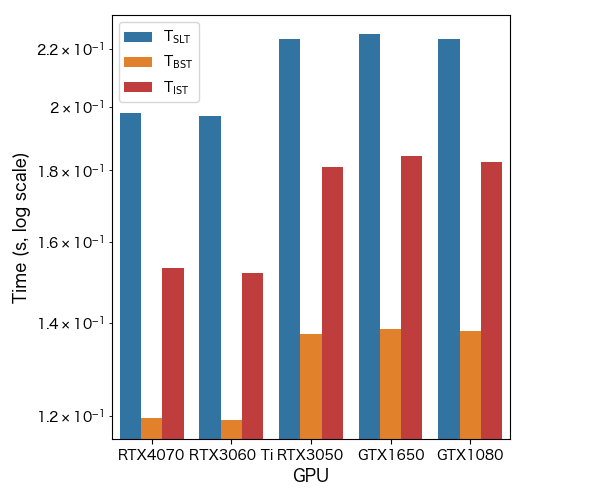 T_SLT
T_BST
T_IST
2.2 × 10⁻¹
2 × 10⁻¹
1.8 × 10⁻¹
1.6 × 10⁻¹
1.4 × 10⁻¹
1.2 × 10⁻¹
Time (s, log scale)
RTX4070 RTX3060 Ti RTX3050 GTX1650 GTX1080
GPU